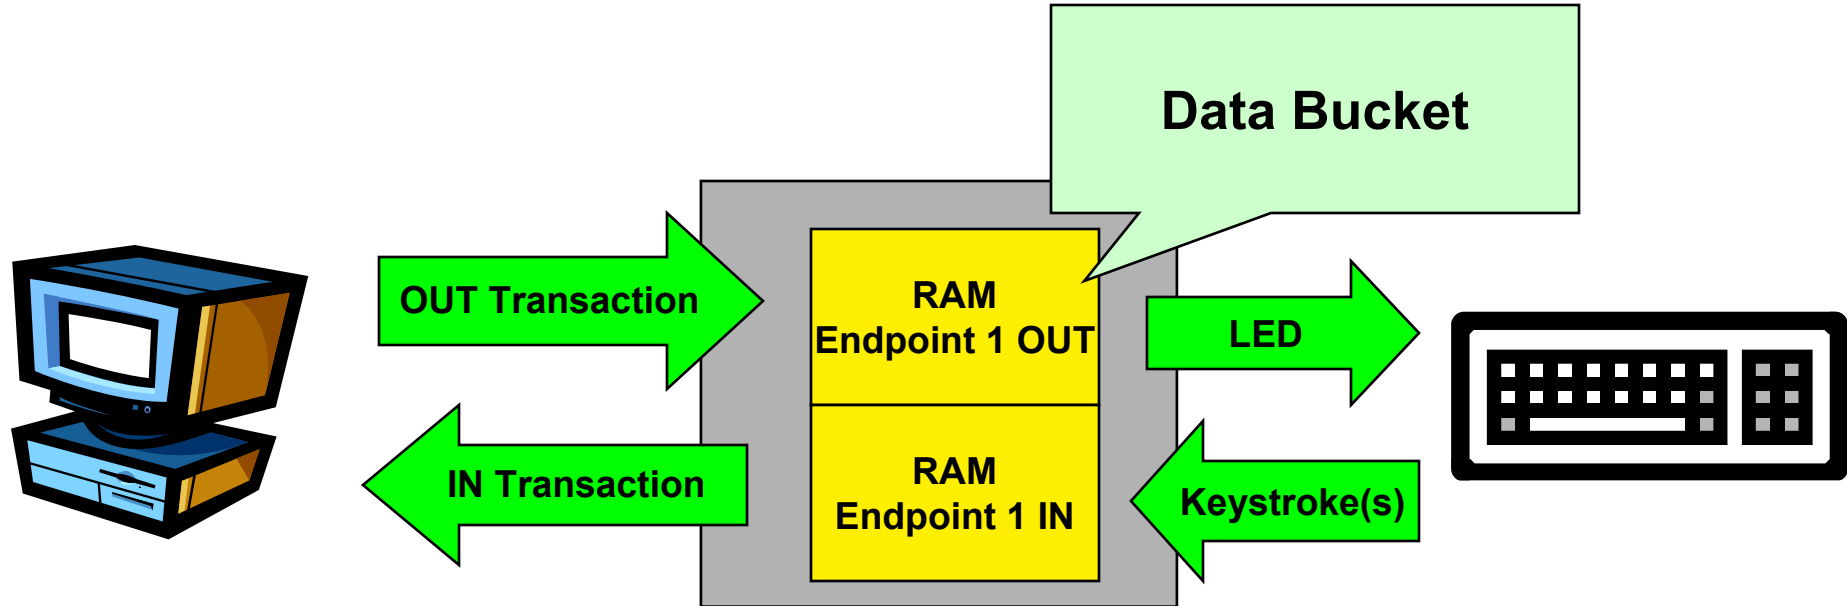 Data Bucket
OUT Transaction
RAM
Endpoint 1 OUT
LED
IN Transaction
RAM
Endpoint 1 IN
Keystroke(s)